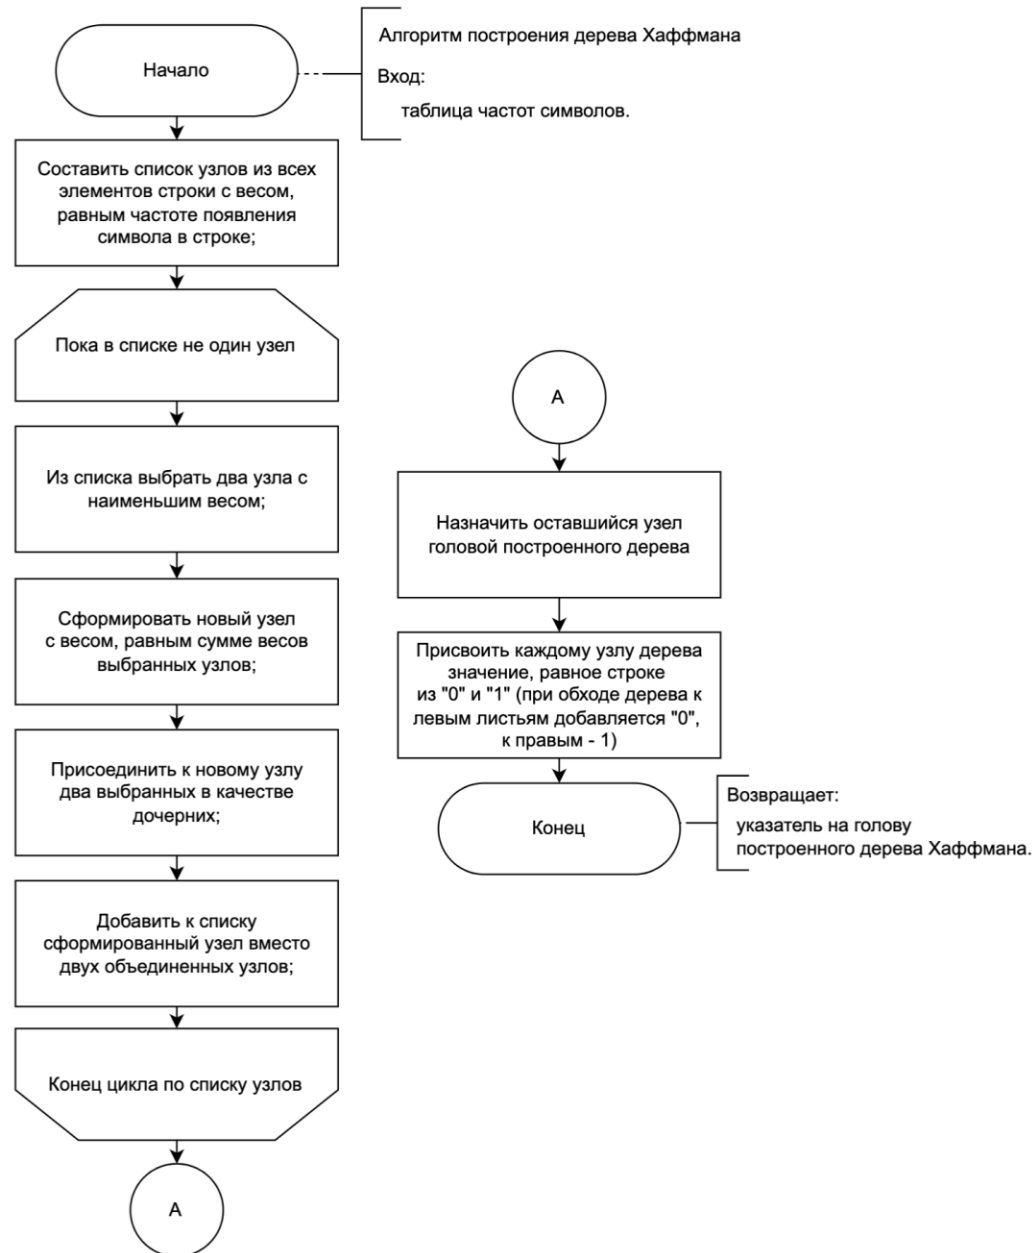 Начало
Алгоритм построения дерева Хаффмана
Вход:
таблица частот символов.
Составить список узлов из всех
элементов строки с весом,
равным частоте появления
символа в строке;
Пока в списке не один узел
Из списка выбрать два узла с
наименьшим весом;
Сформировать новый узел
с весом, равным сумме весов
выбранных узлов;
Присоединить к новому узлу
два выбранных в качестве
дочерних;
Добавить к списку
сформированный узел вместо
двух объединенных узлов;
Конец цикла по списку узлов
А
А
Назначить оставшийся узел
головой построенного дерева
Присвоить каждому узлу дерева
значение, равное строке
из "0" и "1" (при обходе дерева к
левым листьям добавляется "0",
к правым - 1)
Конец
Возвращает:
указатель на голову
построенного дерева Хаффмана.